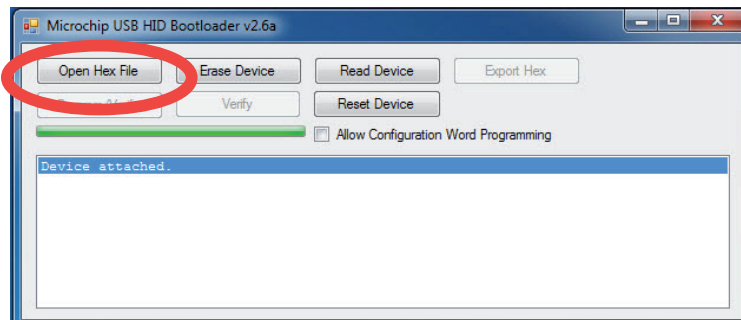 Microchip USB HID Bootloader v2.6a
Open Hex File Erase Device Read Device Export Hex
Verify Reset Device
Allow Configuration Word Programming
Device attached.